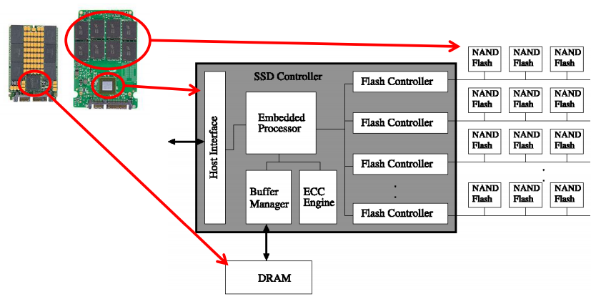 SSD Controller
Host Interface
Embedded
Processor
Buffer
Manager
ECC
Engine
Flash Controller
Flash Controller
Flash Controller
Flash Controller
DRAM
NAND
Flash
NAND
Flash
NAND
Flash
NAND
Flash
NAND
Flash
NAND
Flash
NAND
Flash
NAND
Flash
NAND
Flash
NAND
Flash
NAND
Flash
NAND
Flash